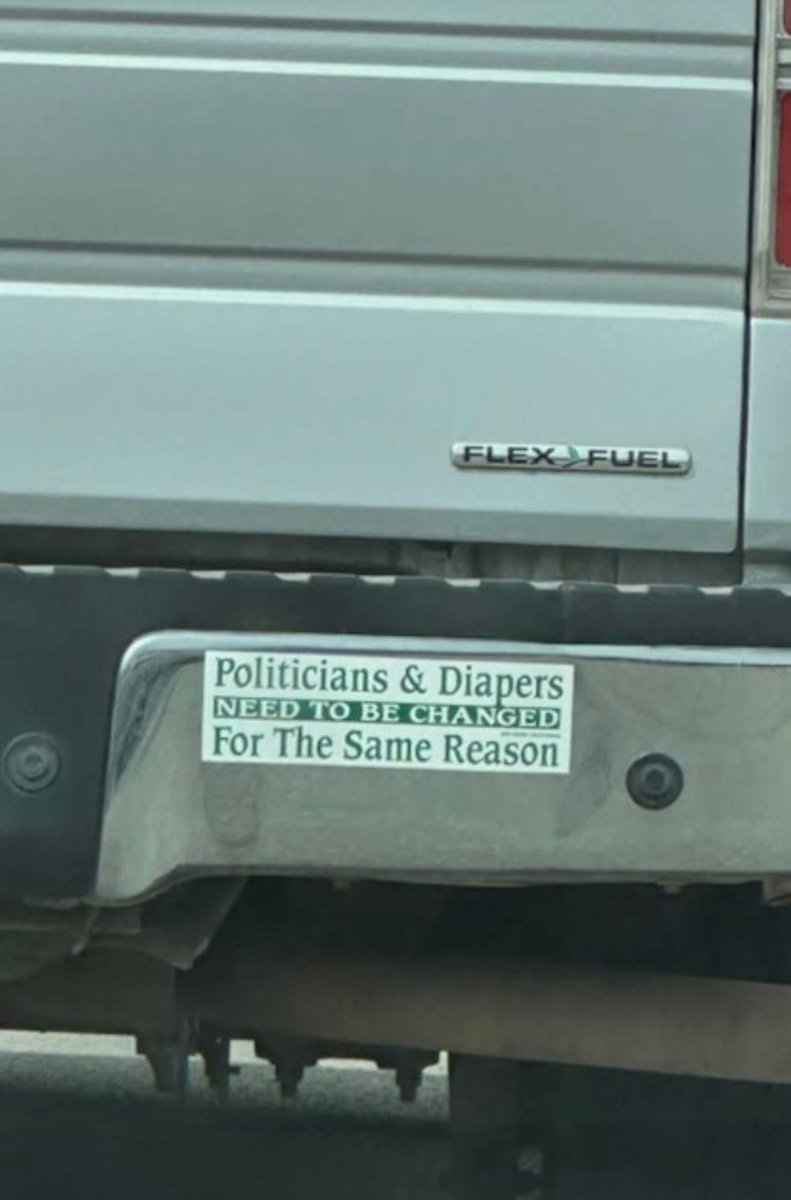 FLEX FUEL
Politicians & Diapers
NEED TO BE CHANGED
For The Same Reason